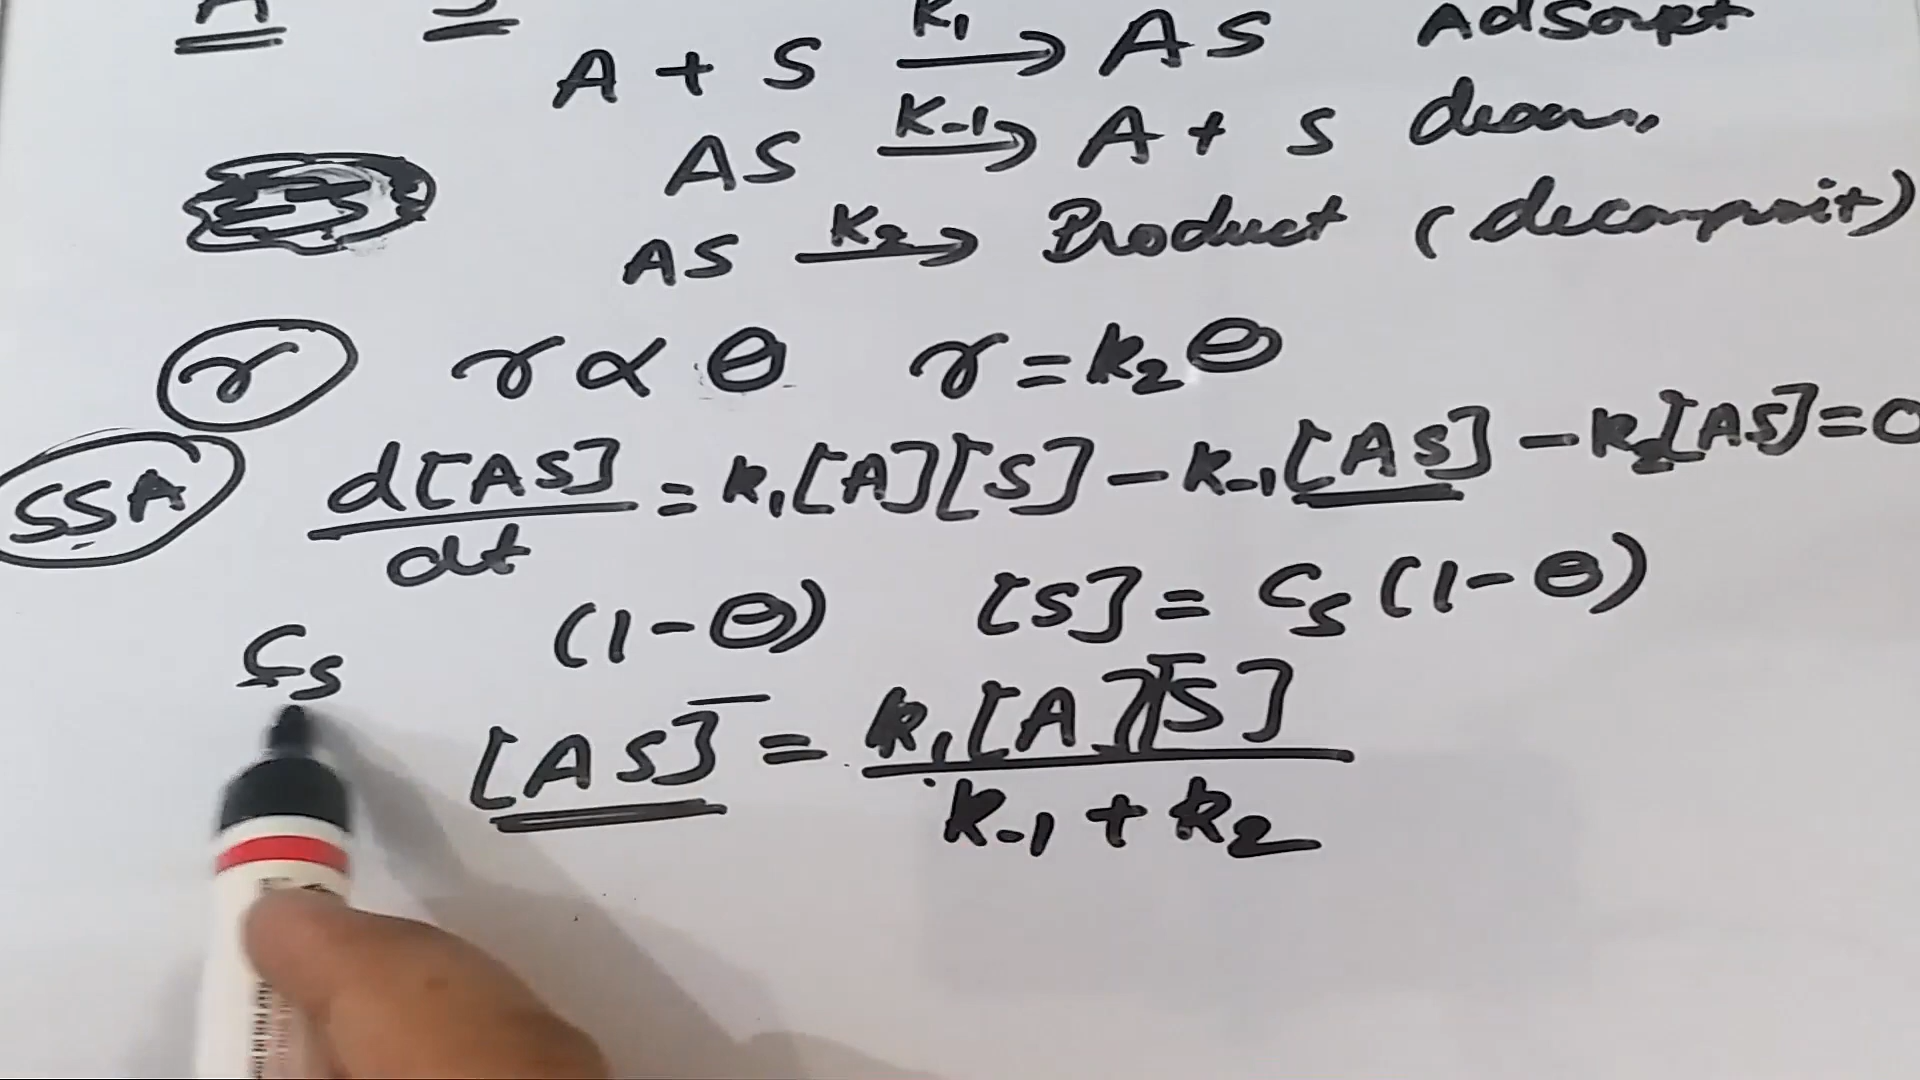 A S
A + S K₁ → AS Adsorpt
AS K₋₁ → A + S
AS K₂ → Product (decomposit)
r r ∝ θ r = k₂θ
SSA d[AS]/dt = k₁[A][S] − k₋₁[AS] − k₂[AS] = 0
Cs (1−θ) [S] = Cs(1−θ)
[AS] = k₁[A][S] / k₋₁ + k₂